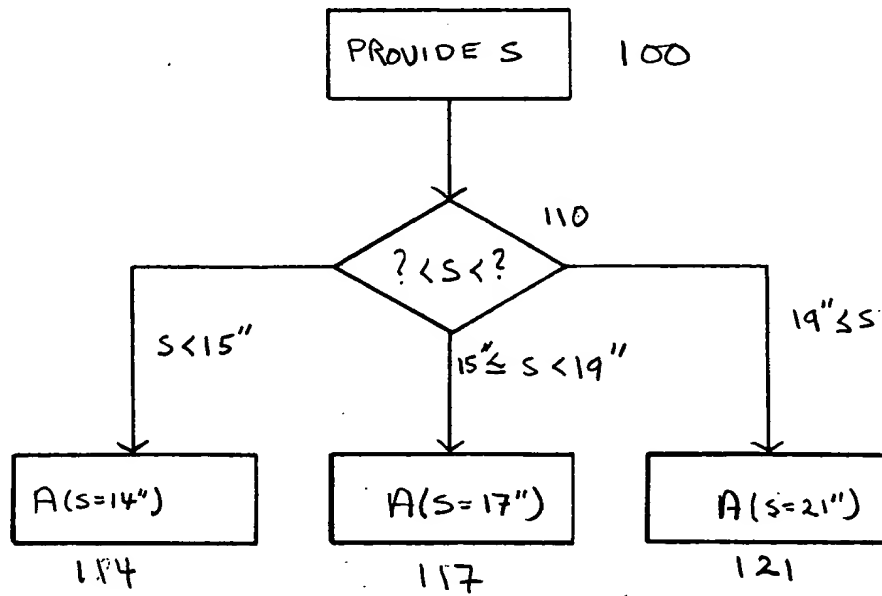 PROVIDE S 100
110
? < S < ?
S < 15" 15" ≤ S < 19" 19" ≤ S
A(S=14") A(S=17") A(S=21")
114 117 121